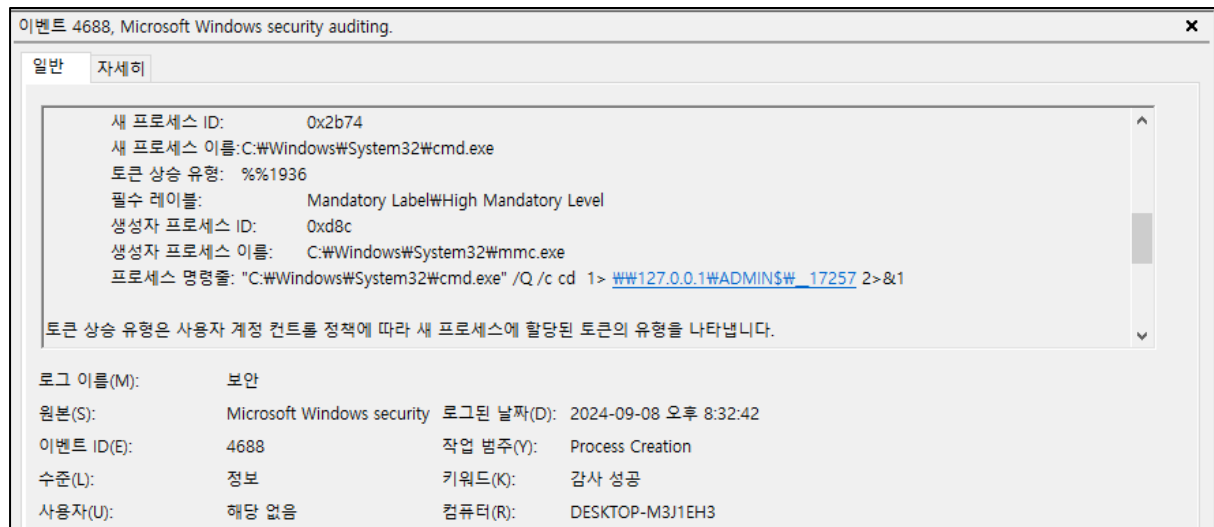 이벤트 4688, Microsoft Windows security auditing.
일반 자세히
새 프로세스 ID: 0x2b74
새 프로세스 이름:C:₩Windows₩System32₩cmd.exe
토큰 상승 유형: %%1936
필수 레이블: Mandatory Label₩High Mandatory Level
생성자 프로세스 ID: 0xd8c
생성자 프로세스 이름: C:₩Windows₩System32₩mmc.exe
프로세스 명령줄: "C:₩Windows₩System32₩cmd.exe" /Q /c cd 1> ₩₩127.0.0.1₩ADMIN$₩__17257 2>&1
토큰 상승 유형은 사용자 계정 컨트롤 정책에 따라 새 프로세스에 할당된 토큰의 유형을 나타냅니다.
로그 이름(M): 보안
원본(S): Microsoft Windows security 로그된 날짜(D): 2024-09-08 오후 8:32:42
이벤트 ID(E): 4688 작업 범주(Y): Process Creation
수준(L): 정보 키워드(K): 감사 성공
사용자(U): 해당 없음 컴퓨터(R): DESKTOP-M3J1EH3